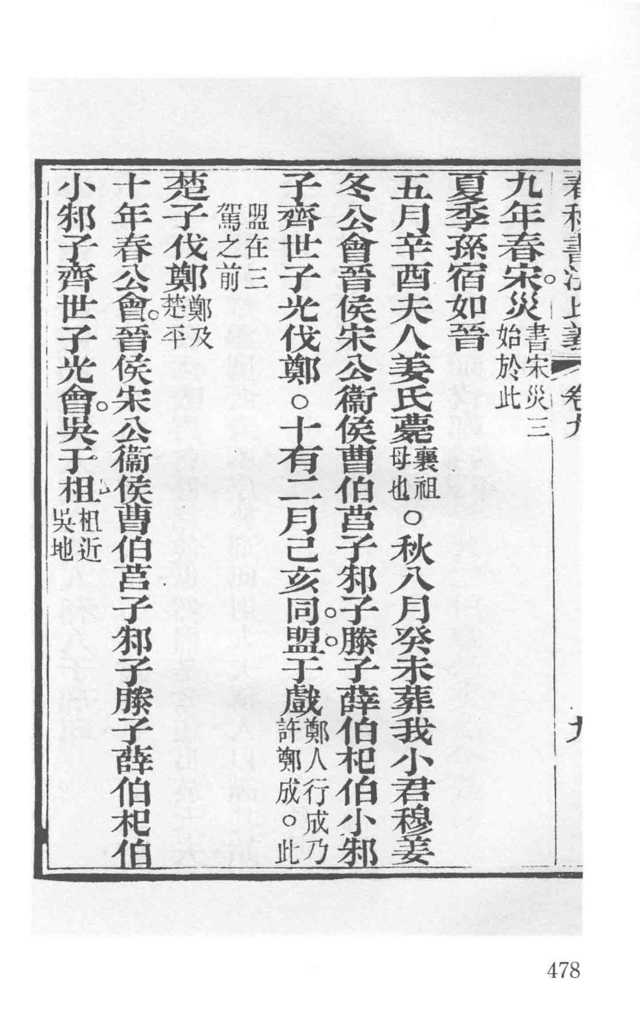 春秋書法比義 卷九 九
九年春宋災書宋災三始於此
夏季孫宿如晉
五月辛酉夫人姜氏薨襄祖母也○秋八月癸未葬我小君穆姜
冬公會晉侯宋公衞侯曹伯莒子邾子滕子薛伯杞伯小邾
子齊世子光伐鄭○十有二月己亥同盟于戲鄭人行成乃許鄭成○此
盟在三駕之前
楚子伐鄭鄭及楚平
十年春公會晉侯宋公衞侯曹伯莒子邾子滕子薛伯杞伯
小邾子齊世子光會吳于柤柤近吳地
478